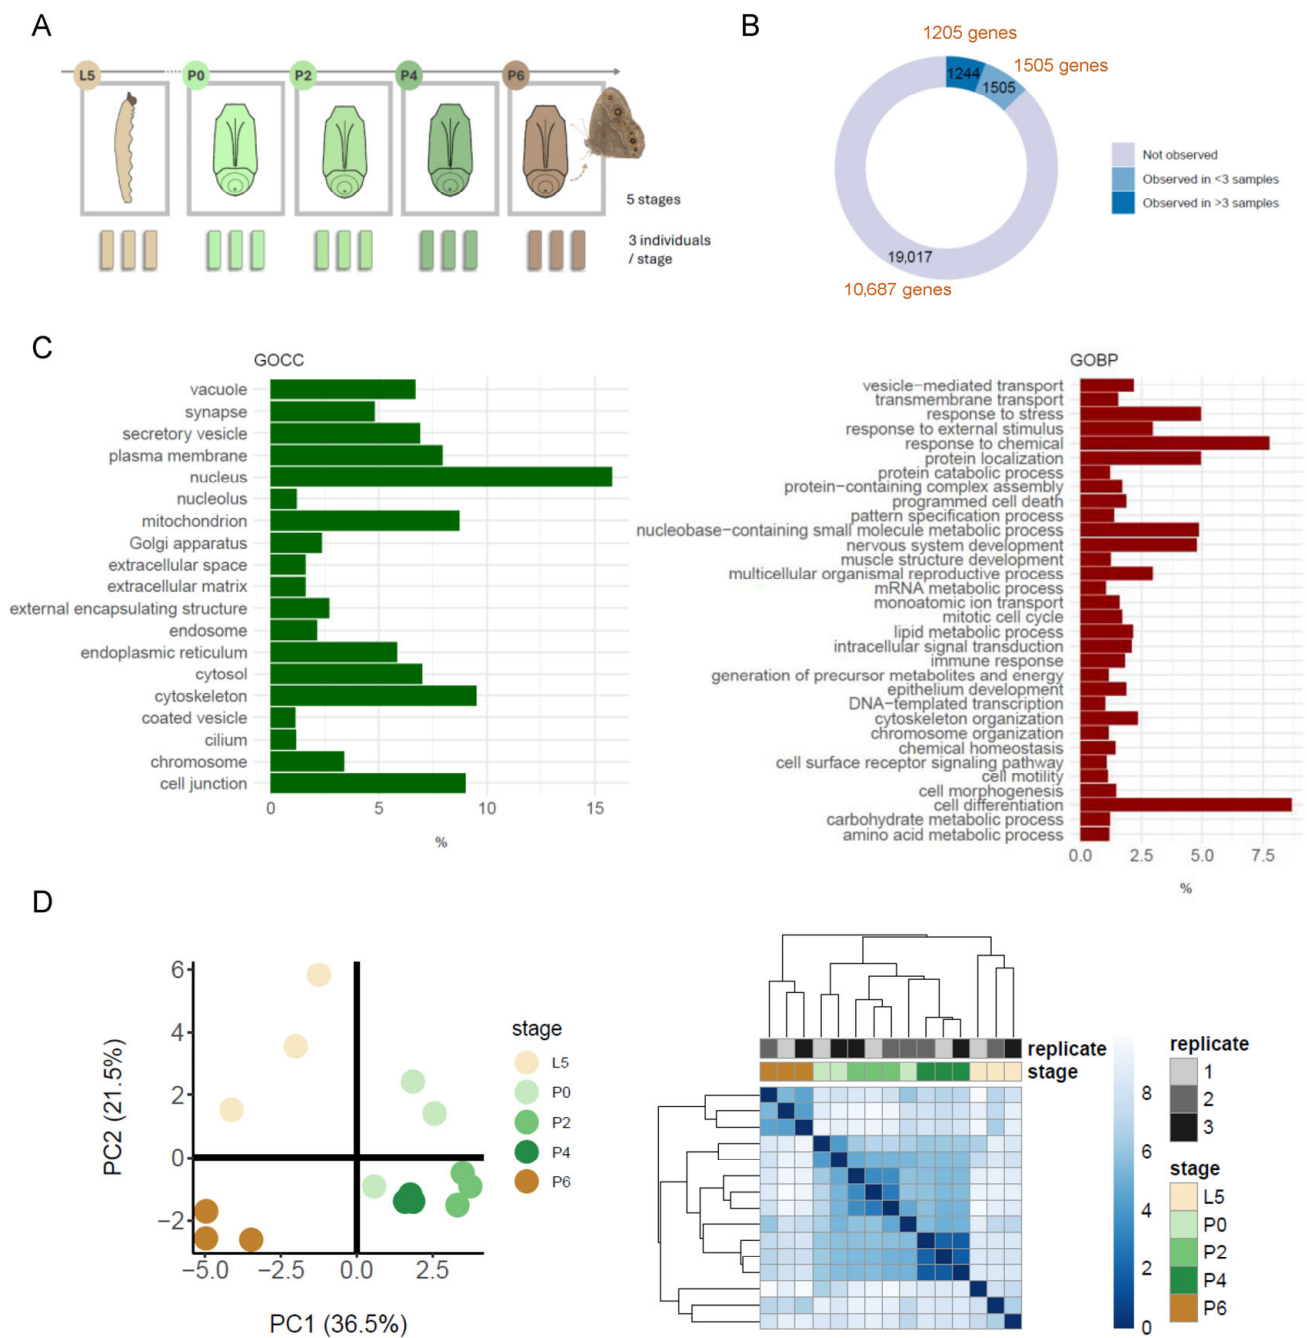 A
L5
P0
P2
P4
P6
5 stages
3 individuals
/ stage
B
1205 genes
1505 genes
1244
1505
19,017
10,687 genes
Not observed
Observed in <3 samples
Observed in >3 samples
C
GOCC
vacuole
synapse
secretory vesicle
plasma membrane
nucleus
nucleolus
mitochondrion
Golgi apparatus
extracellular space
extracellular matrix
external encapsulating structure
endosome
endoplasmic reticulum
cytosol
cytoskeleton
coated vesicle
cilium
chromosome
cell junction
0 5 10 15
%
GOBP
vesicle−mediated transport
transmembrane transport
response to stress
response to external stimulus
response to chemical
protein localization
protein catabolic process
protein−containing complex assembly
programmed cell death
pattern specification process
nucleobase−containing small molecule metabolic process
nervous system development
muscle structure development
multicellular organismal reproductive process
mRNA metabolic process
monoatomic ion transport
mitotic cell cycle
lipid metabolic process
intracellular signal transduction
immune response
generation of precursor metabolites and energy
epithelium development
DNA−templated transcription
cytoskeleton organization
chromosome organization
chemical homeostasis
cell surface receptor signaling pathway
cell motility
cell morphogenesis
cell differentiation
carbohydrate metabolic process
amino acid metabolic process
0.0 2.5 5.0 7.5
%
D
PC2 (21.5%)
6
4
2
0
−2
−5.0 −2.5 0.0 2.5
PC1 (36.5%)
stage
L5
P0
P2
P4
P6
replicate
stage
8
6
4
2
0
replicate
1
2
3
stage
L5
P0
P2
P4
P6